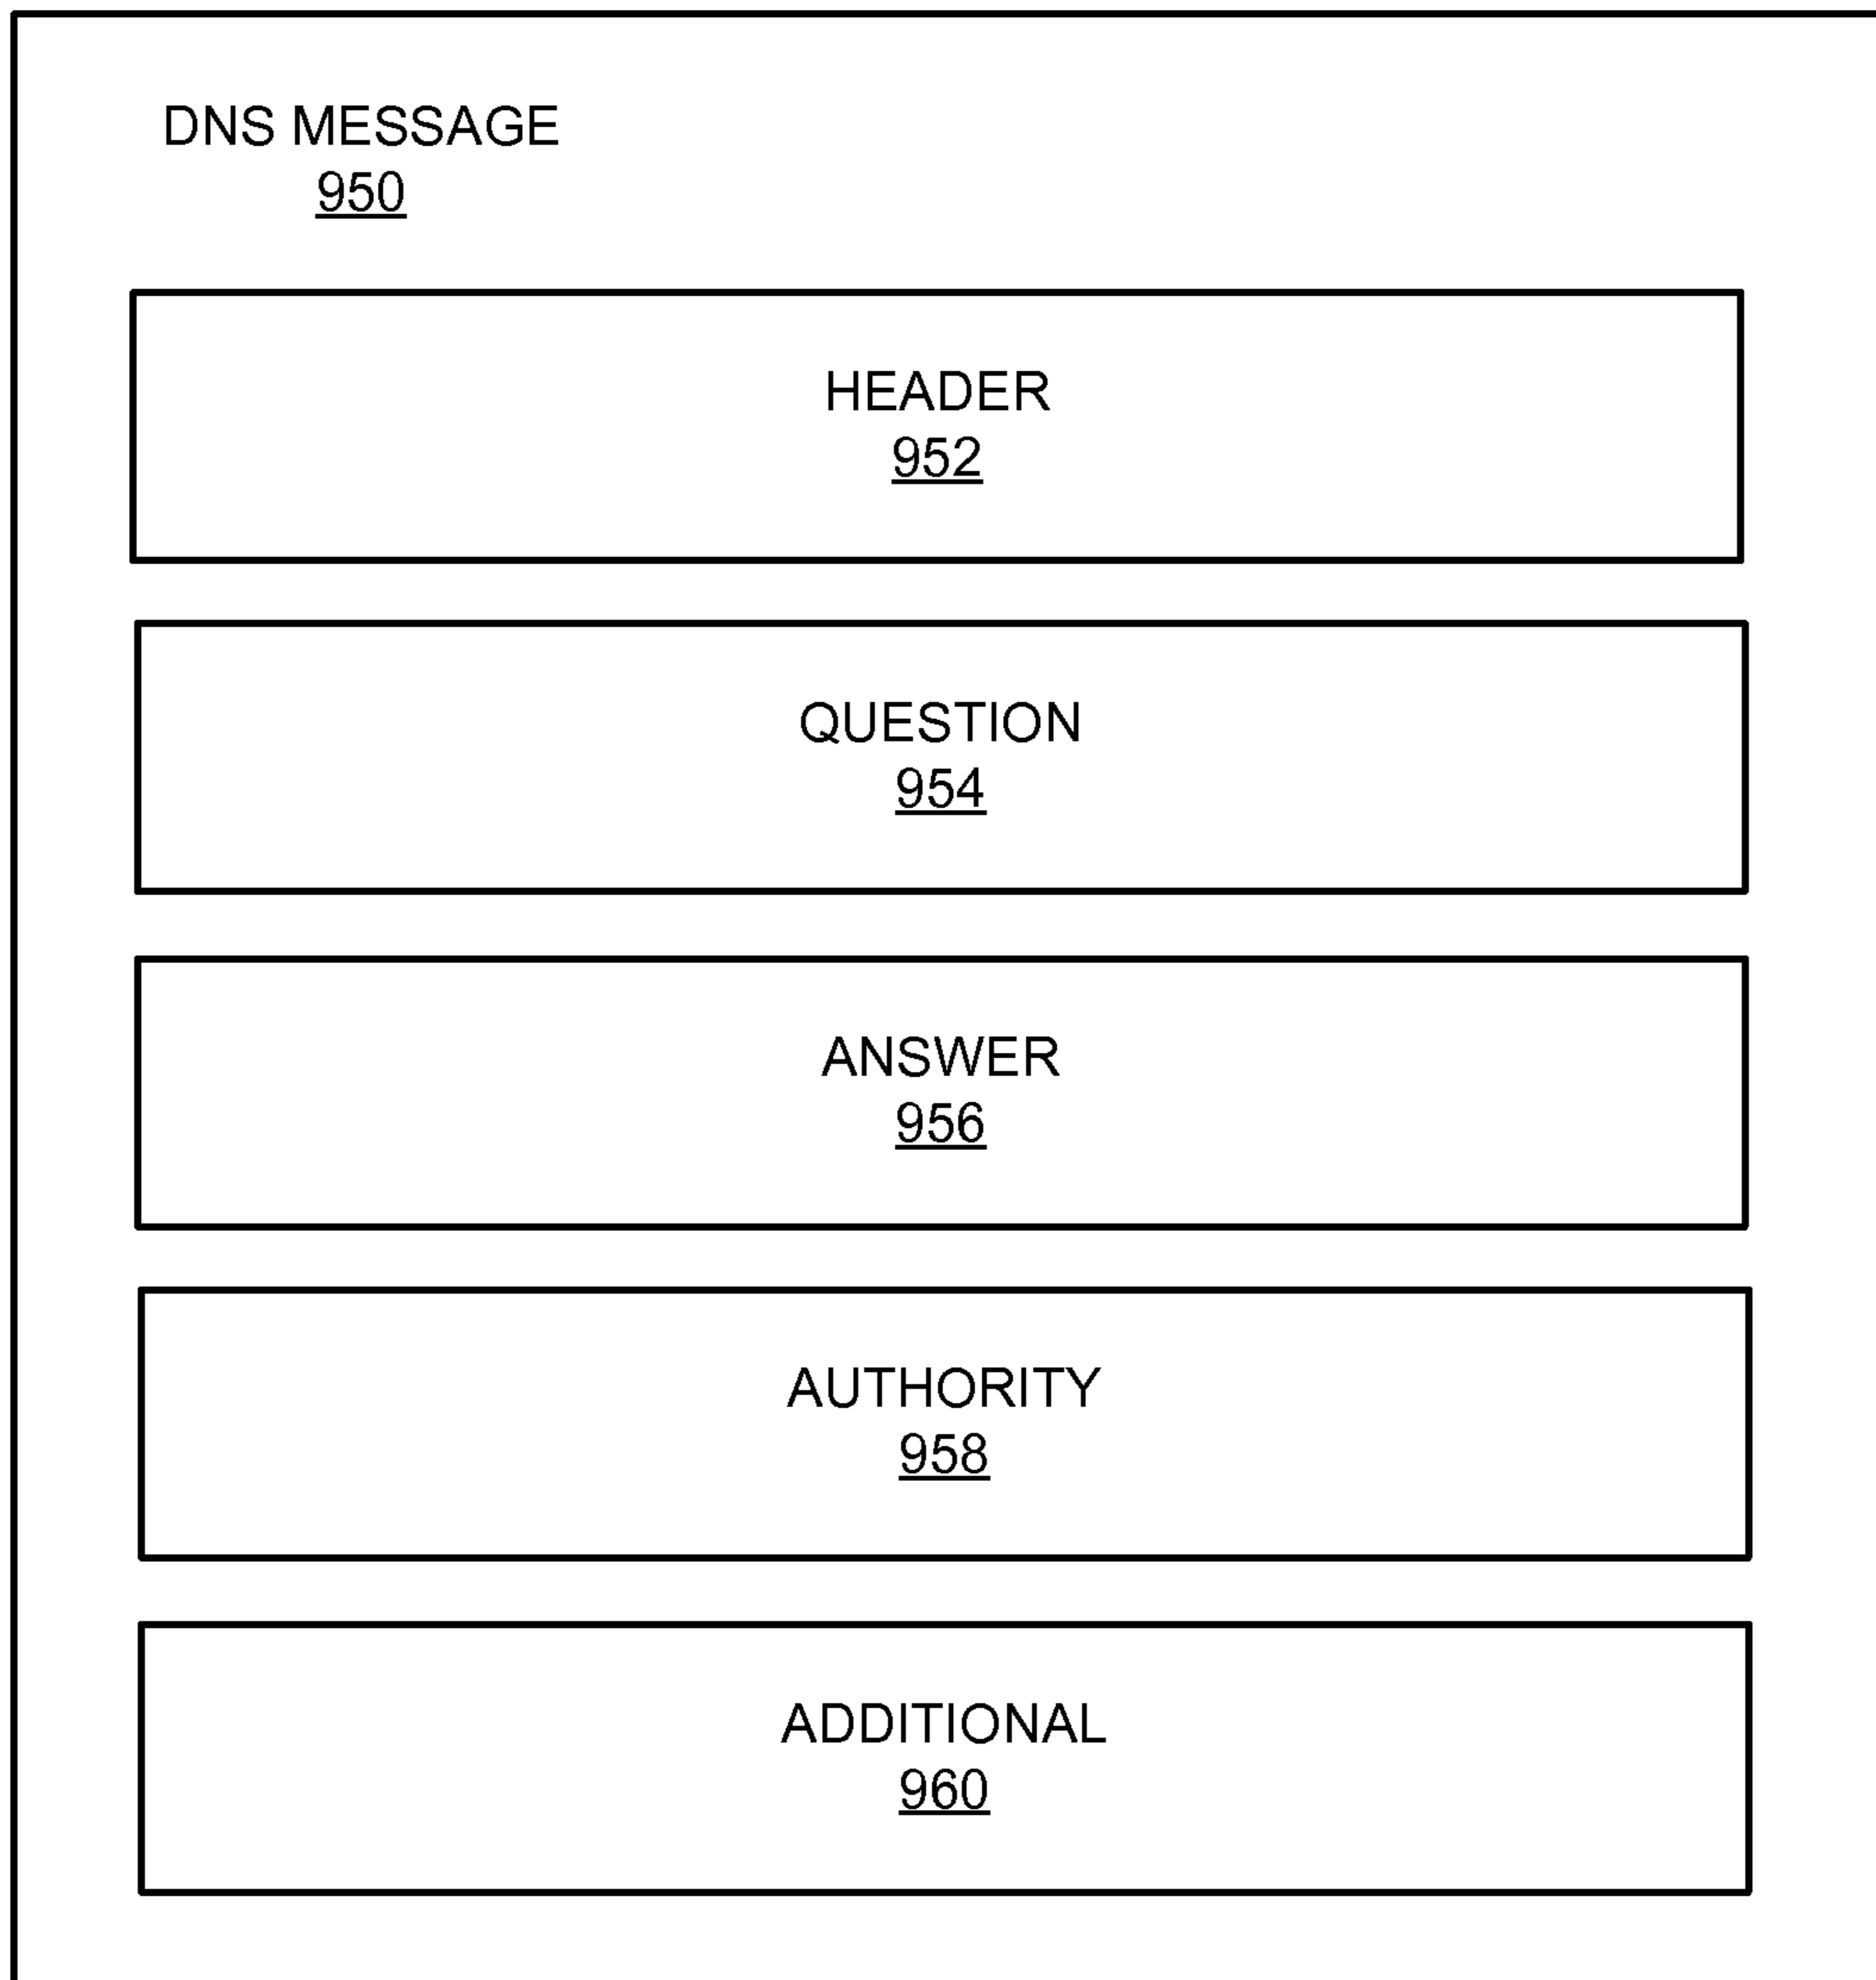 DNS MESSAGE
950
HEADER
952
QUESTION
954
ANSWER
956
AUTHORITY
958
ADDITIONAL
960